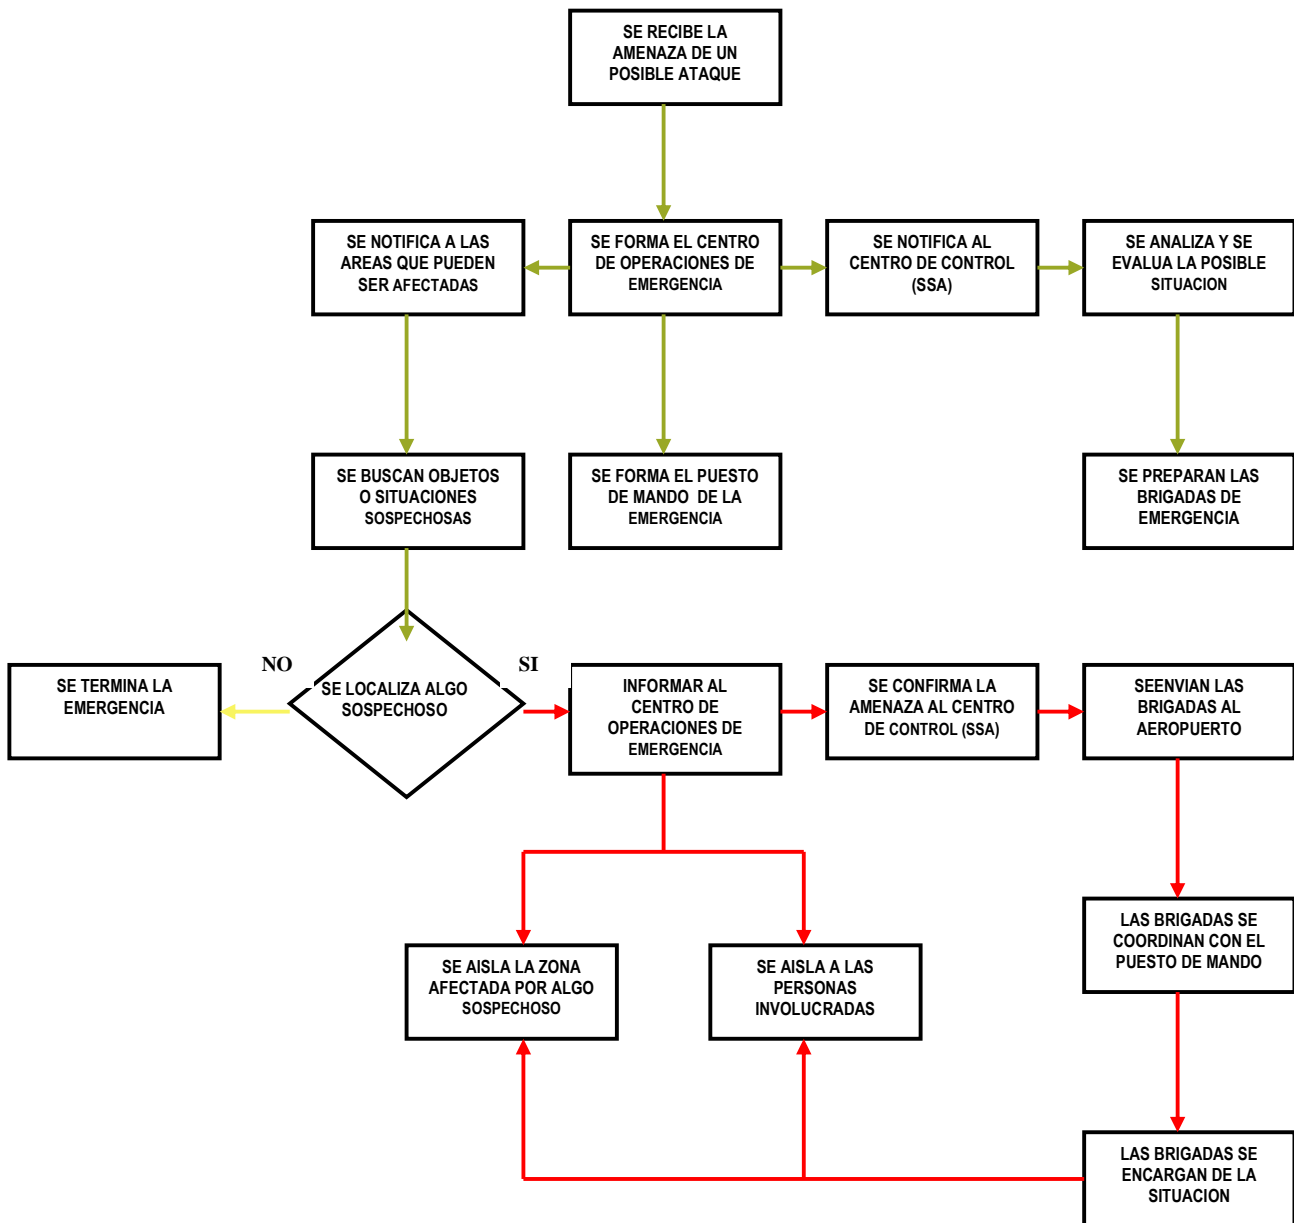 SE RECIBE LA
AMENAZA DE UN
POSIBLE ATAQUE
SE NOTIFICA A LAS
AREAS QUE PUEDEN
SER AFECTADAS
SE FORMA EL CENTRO
DE OPERACIONES DE
EMERGENCIA
SE NOTIFICA AL
CENTRO DE CONTROL
(SSA)
SE ANALIZA Y SE
EVALUA LA POSIBLE
SITUACION
SE BUSCAN OBJETOS
O SITUACIONES
SOSPECHOSAS
SE FORMA EL PUESTO
DE MANDO DE LA
EMERGENCIA
SE PREPARAN LAS
BRIGADAS DE
EMERGENCIA
SE TERMINA LA
EMERGENCIA
NO
SE LOCALIZA ALGO
SOSPECHOSO
SI
INFORMAR AL
CENTRO DE
OPERACIONES DE
EMERGENCIA
SE CONFIRMA LA
AMENAZA AL CENTRO
DE CONTROL (SSA)
SEENVIAN LAS
BRIGADAS AL
AEROPUERTO
SE AISLA LA ZONA
AFECTADA POR ALGO
SOSPECHOSO
SE AISLA A LAS
PERSONAS
INVOLUCRADAS
LAS BRIGADAS SE
COORDINAN CON EL
PUESTO DE MANDO
LAS BRIGADAS SE
ENCARGAN DE LA
SITUACION